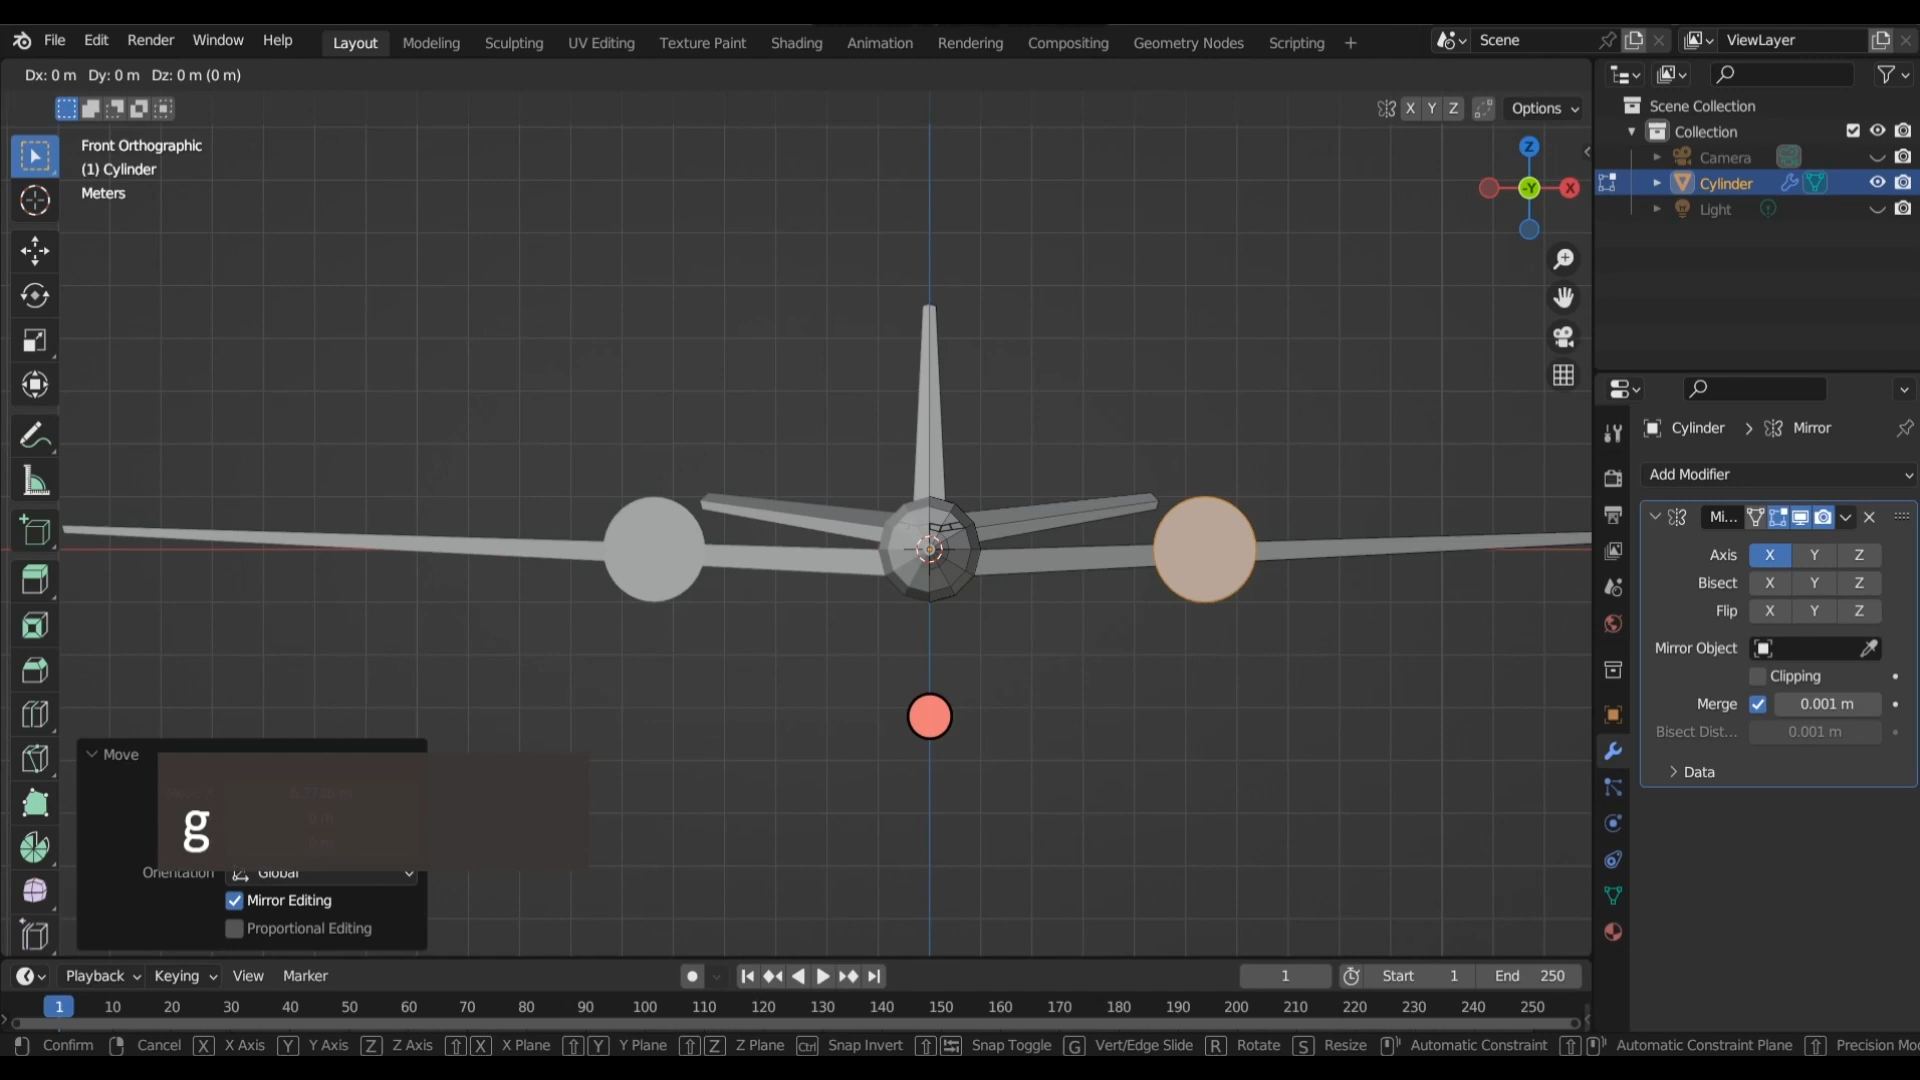 File Edit Render Window Help Layout Modeling Sculpting UV Editing Texture Paint Shading Animation Rendering Compositing Geometry Nodes Scripting + Scene ViewLayer
Dx: 0 m Dy: 0 m Dz: 0 m (0 m)
X Y Z Options
Front Orthographic
(1) Cylinder
Meters
Z
-Y X
Scene Collection
Collection
Camera
Cylinder
Light
Cylinder > Mirror
Add Modifier
Mi...
Axis X Y Z
Bisect X Y Z
Flip X Y Z
Mirror Object
Clipping
Merge 0.001 m
Bisect Dist... 0.001 m
Data
Move
g
Orientation Global
Mirror Editing
Proportional Editing
Playback Keying View Marker 1 Start 1 End 250
1 10 20 30 40 50 60 70 80 90 100 110 120 130 140 150 160 170 180 190 200 210 220 230 240 250
Confirm Cancel X X Axis Y Y Axis Z Z Axis X X Plane Y Y Plane Z Z Plane Ctrl Snap Invert Snap Toggle G Vert/Edge Slide R Rotate S Resize Automatic Constraint Automatic Constraint Plane Precision Mo